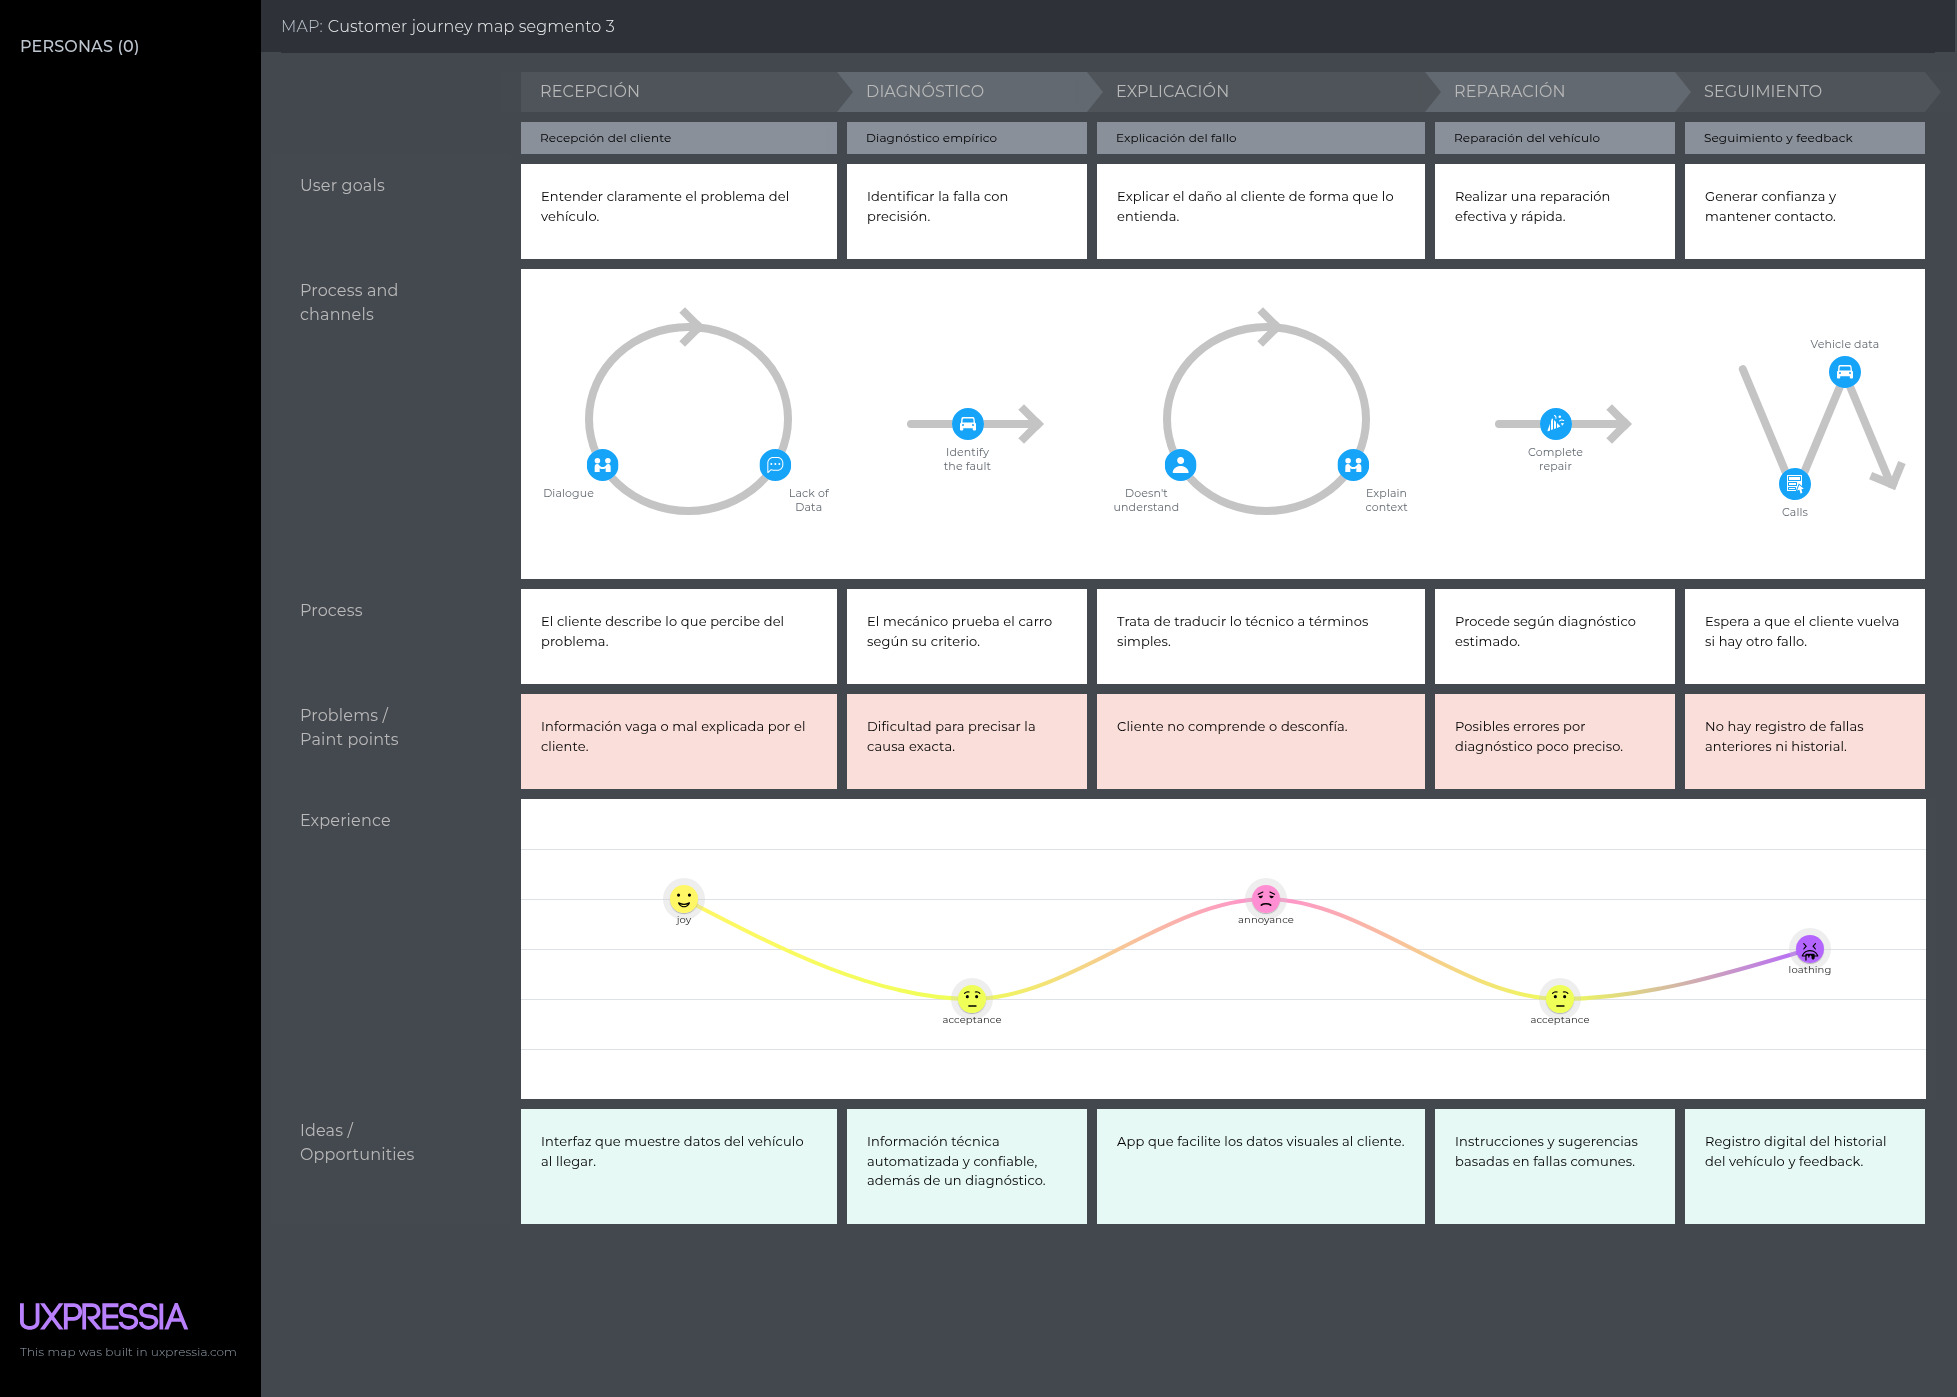 PERSONAS (0)
MAP: Customer journey map segmento 3
RECEPCIÓN
DIAGNÓSTICO
EXPLICACIÓN
REPARACIÓN
SEGUIMIENTO
Recepción del cliente
Diagnóstico empírico
Explicación del fallo
Reparación del vehículo
Seguimiento y feedback
User goals
Entender claramente el problema del
vehículo.
Identificar la falla con
precisión.
Explicar el daño al cliente de forma que lo
entienda.
Realizar una reparación
efectiva y rápida.
Generar confianza y
mantener contacto.
Process and
channels
Dialogue
Lack of
Data
Identify
the fault
Doesn't
understand
Explain
context
Complete
repair
Vehicle data
Calls
Process
El cliente describe lo que percibe del
problema.
El mecánico prueba el carro
según su criterio.
Trata de traducir lo técnico a términos
simples.
Procede según diagnóstico
estimado.
Espera a que el cliente vuelva
si hay otro fallo.
Problems /
Paint points
Información vaga o mal explicada por el
cliente.
Dificultad para precisar la
causa exacta.
Cliente no comprende o desconfía.
Posibles errores por
diagnóstico poco preciso.
No hay registro de fallas
anteriores ni historial.
Experience
joy
acceptance
annoyance
acceptance
loathing
Ideas /
Opportunities
Interfaz que muestre datos del vehículo
al llegar.
Información técnica
automatizada y confiable,
además de un diagnóstico.
App que facilite los datos visuales al cliente.
Instrucciones y sugerencias
basadas en fallas comunes.
Registro digital del historial
del vehículo y feedback.
UXPRESSIA
This map was built in uxpressia.com